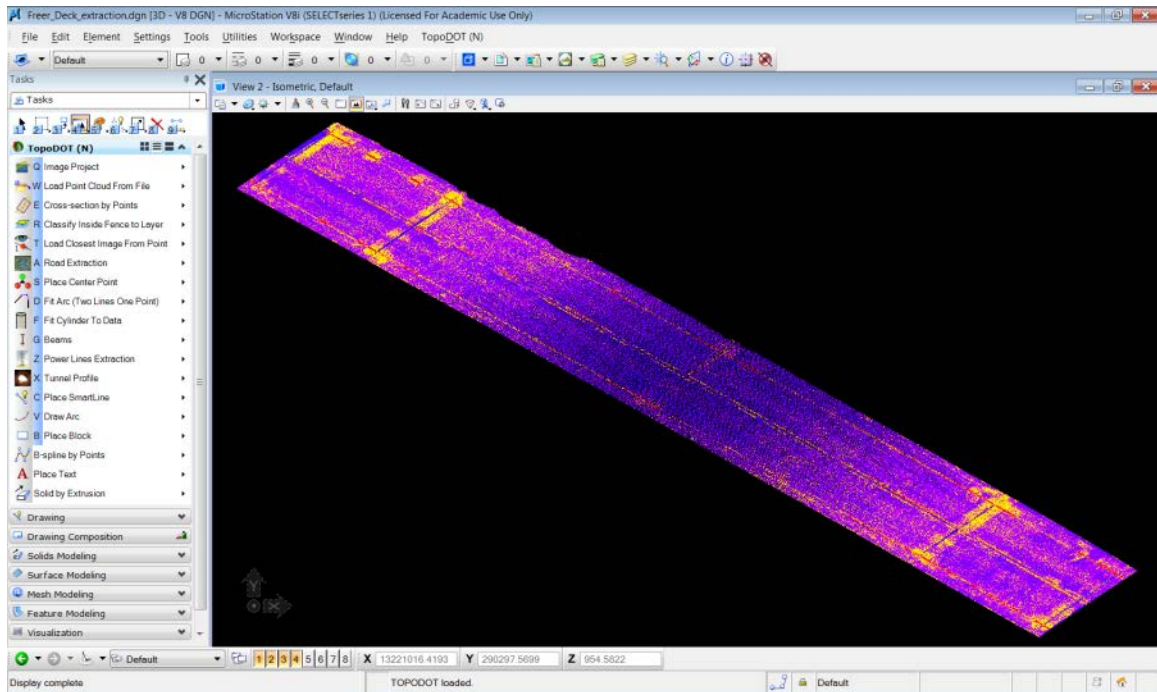 Freer_Deck_extraction.dgn [3D - V8 DGN] - MicroStation V8i (SELECTseries 1) (Licensed For Academic Use Only)
File Edit Element Settings Tools Utilities Workspace Window Help TopoDOT (N)
Default 0 0 0 0 0
Tasks
View 2 - Isometric, Default
Tasks
TopoDOT (N)
Q Image Project
W Load Point Cloud From File
E Cross-section by Points
R Classify Inside Fence to Layer
T Load Closest Image From Point
A Road Extraction
S Place Center Point
D Fit Arc (Two Lines One Point)
F Fit Cylinder To Data
G Beams
Z Power Lines Extraction
X Tunnel Profile
C Place SmartLine
V Draw Arc
B Place Block
B-spline by Points
Place Text
Solid by Extrusion
Drawing
Drawing Composition
Solids Modeling
Surface Modeling
Mesh Modeling
Feature Modeling
Visualization
Y
X
Default 1 2 3 4 5 6 7 8 X 13221016.4193 Y 290297.5699 Z 954.5822
Display complete TOPODOT loaded. Default